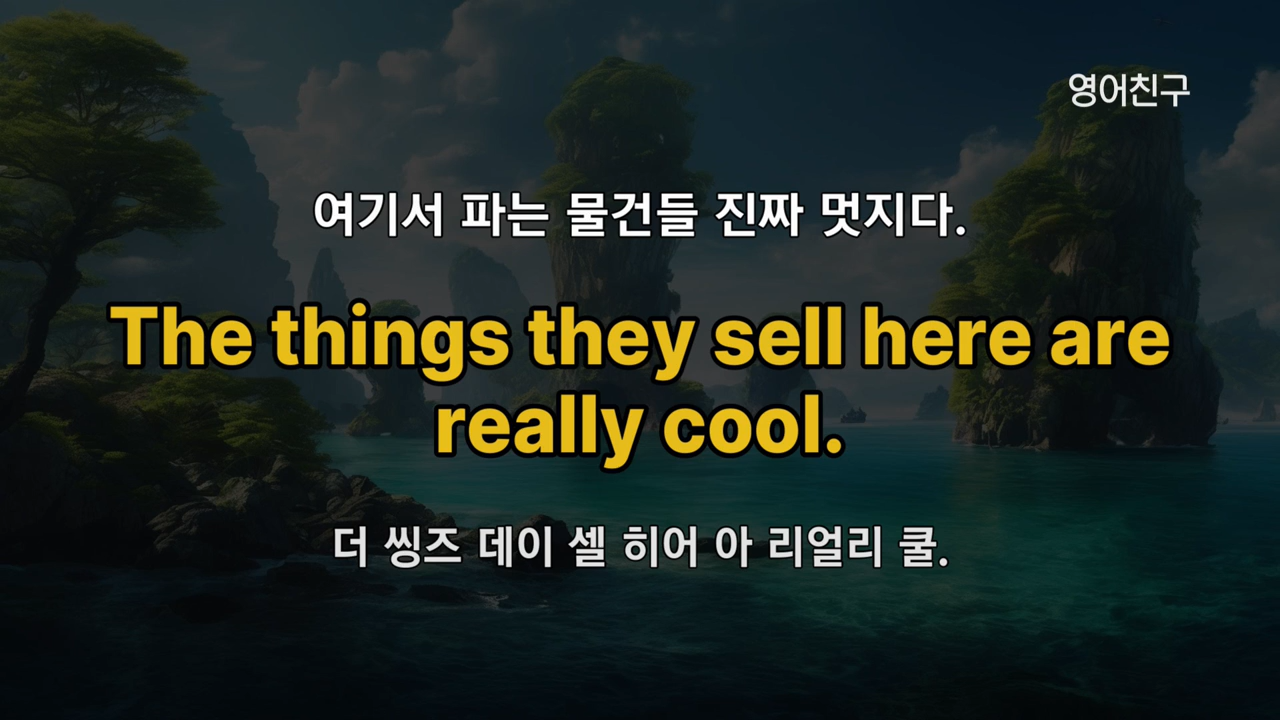 영어친구
여기서 파는 물건들 진짜 멋지다.
The things they sell here are
really cool.
더 씽즈 데이 셀 히어 아 리얼리 쿨.